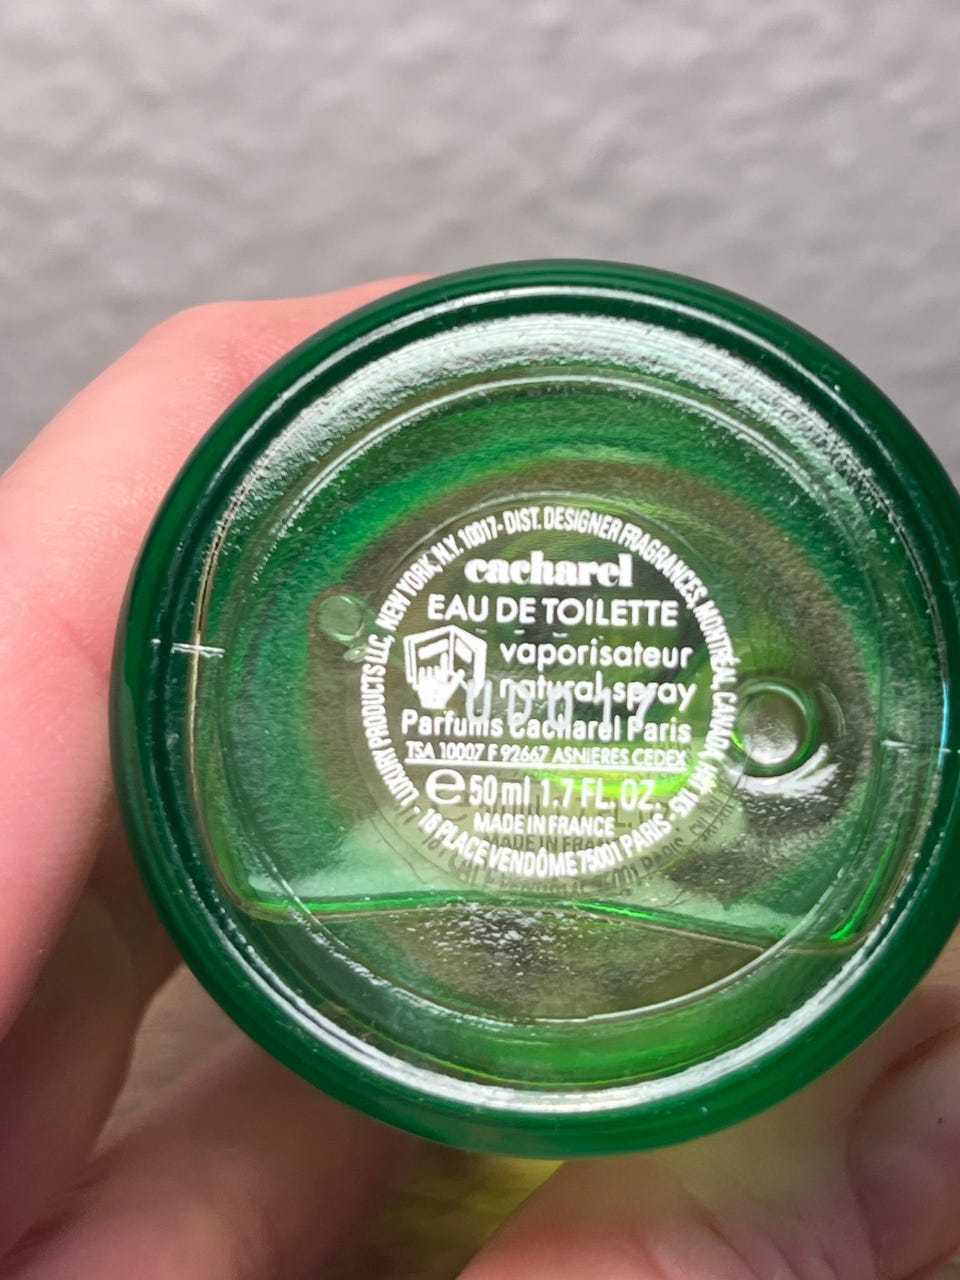 LUXURY PRODUCTS LLC, NEW YORK, N.Y. 10017 - DIST. DESIGNER FRAGRANCES, MONTRÉAL, CANADA,
cacharel
EAU DE TOILETTE
vaporisateur
natural spray
Parfums Cacharel Paris
TSA 10007 F 92667 ASNIERES CEDEX
e 50 ml 1.7 FL. OZ.
MADE IN FRANCE
- 16 PLACE VENDÔME 75001 PARIS -